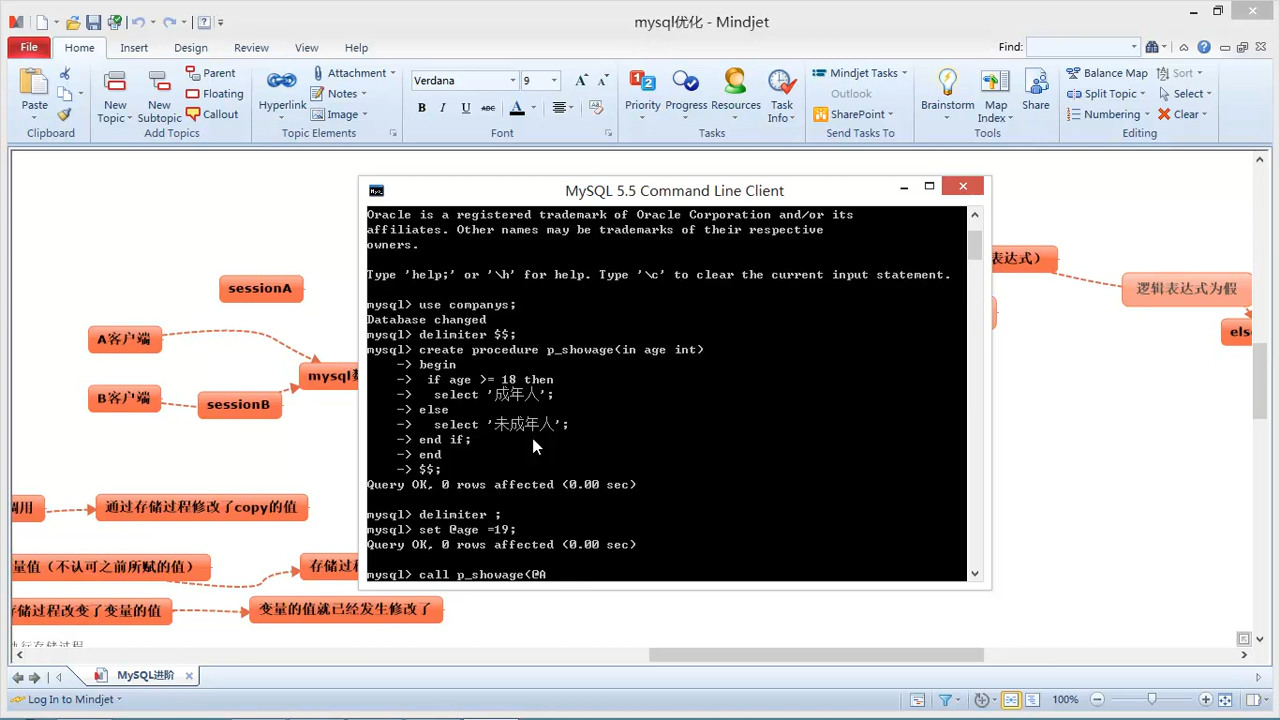 mysql优化 - Mindjet
File Home Insert Design Review View Help
Find:
Paste
Clipboard
New Topic
New Subtopic
Parent
Floating
Callout
Add Topics
Hyperlink
Attachment
Notes
Image
Topic Elements
Verdana 9
B I U abc A
Font
Priority Progress Resources Task Info
Tasks
Mindjet Tasks
Outlook
SharePoint
Send Tasks To
Brainstorm Map Index Share
Tools
Balance Map
Split Topic
Numbering
Sort
Select
Clear
Editing
sessionA
A客户端
B客户端
sessionB
mysql
调用
通过存储过程修改了copy的值
量值（不认可之前所赋的值）
存储过
存储过程改变了变量的值
变量的值就已经发生修改了
执行存储过程
表达式）
逻辑表达式为假
els
MySQL 5.5 Command Line Client
Oracle is a registered trademark of Oracle Corporation and/or its
affiliates. Other names may be trademarks of their respective
owners.
Type 'help;' or '\h' for help. Type '\c' to clear the current input statement.
mysql> use companys;
Database changed
mysql> delimiter $$;
mysql> create procedure p_showage(in age int)
-> begin
-> if age >= 18 then
-> select '成年人';
-> else
-> select '未成年人';
-> end if;
-> end
-> $$;
Query OK, 0 rows affected (0.00 sec)
mysql> delimiter ;
mysql> set @age =19;
Query OK, 0 rows affected (0.00 sec)
mysql> call p_showage(@A
MySQL进阶
Log In to Mindjet
100%